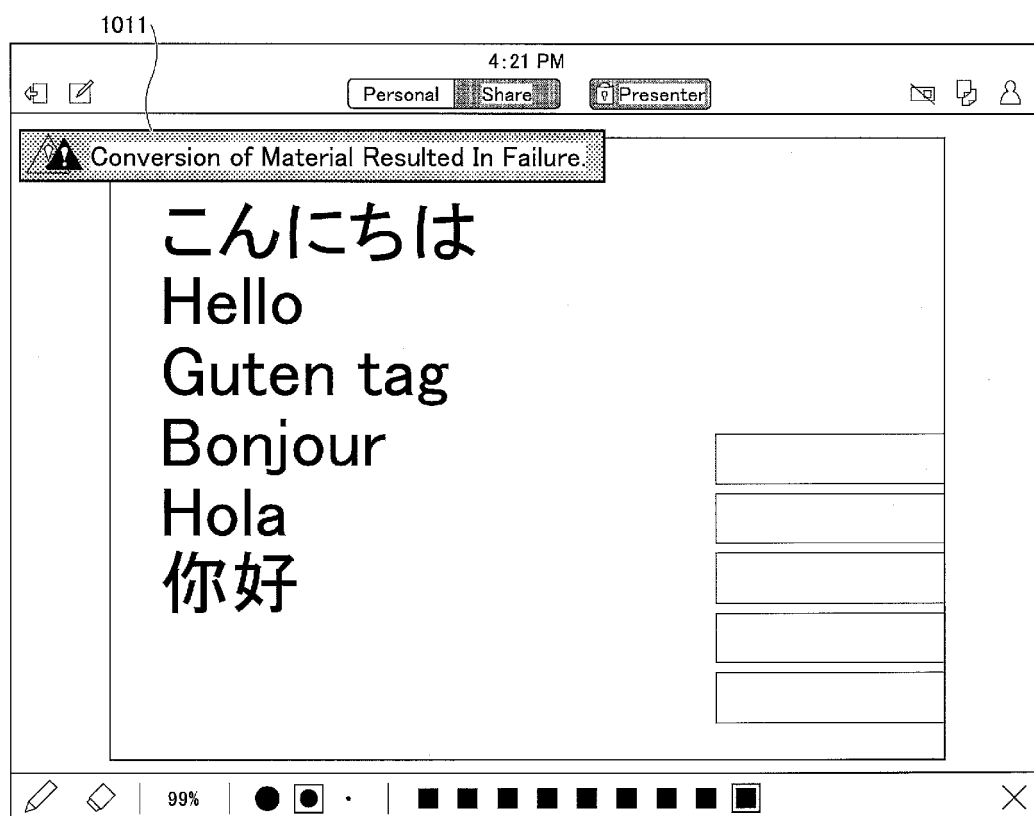 1011
4:21 PM
Personal Share Presenter
Conversion of Material Resulted In Failure.
こんにちは
Hello
Guten tag
Bonjour
Hola
你好
99%